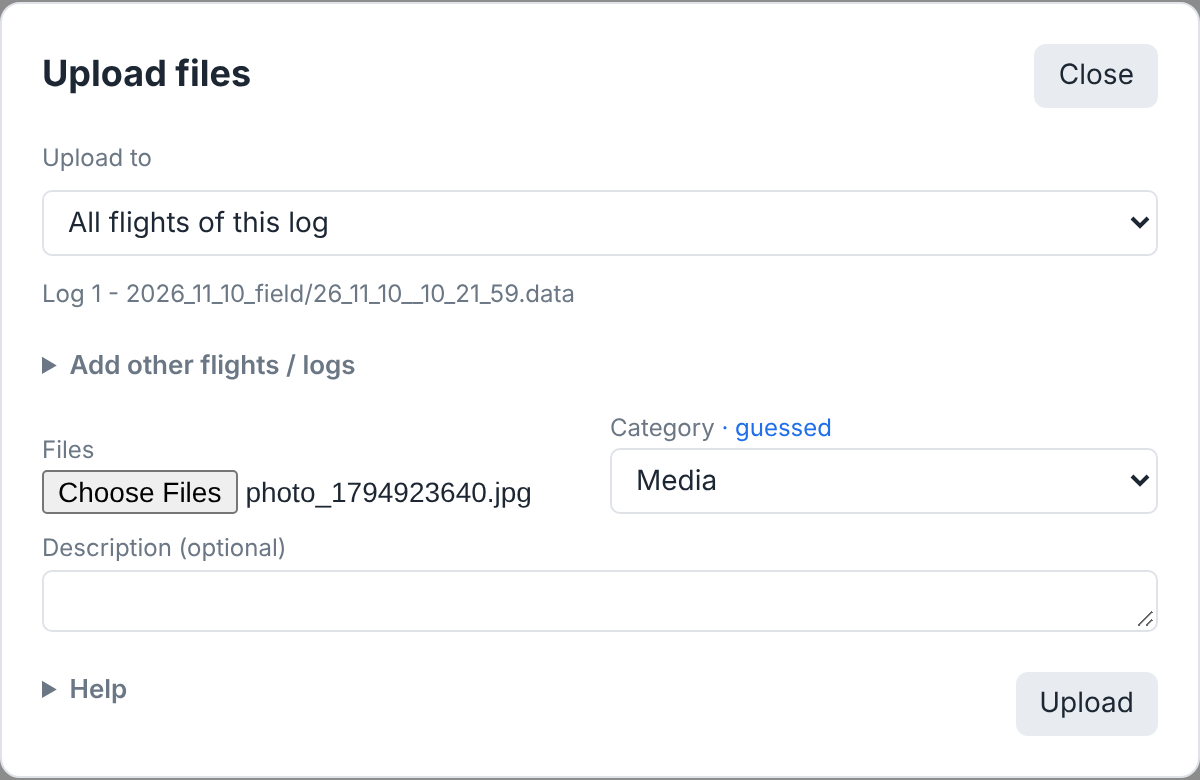 Upload files
Close
Upload to
All flights of this log
Log 1 - 2026_11_10_field/26_11_10__10_21_59.data
Add other flights / logs
Files
Choose Files photo_1794923640.jpg
Category · guessed
Media
Description (optional)
Help
Upload